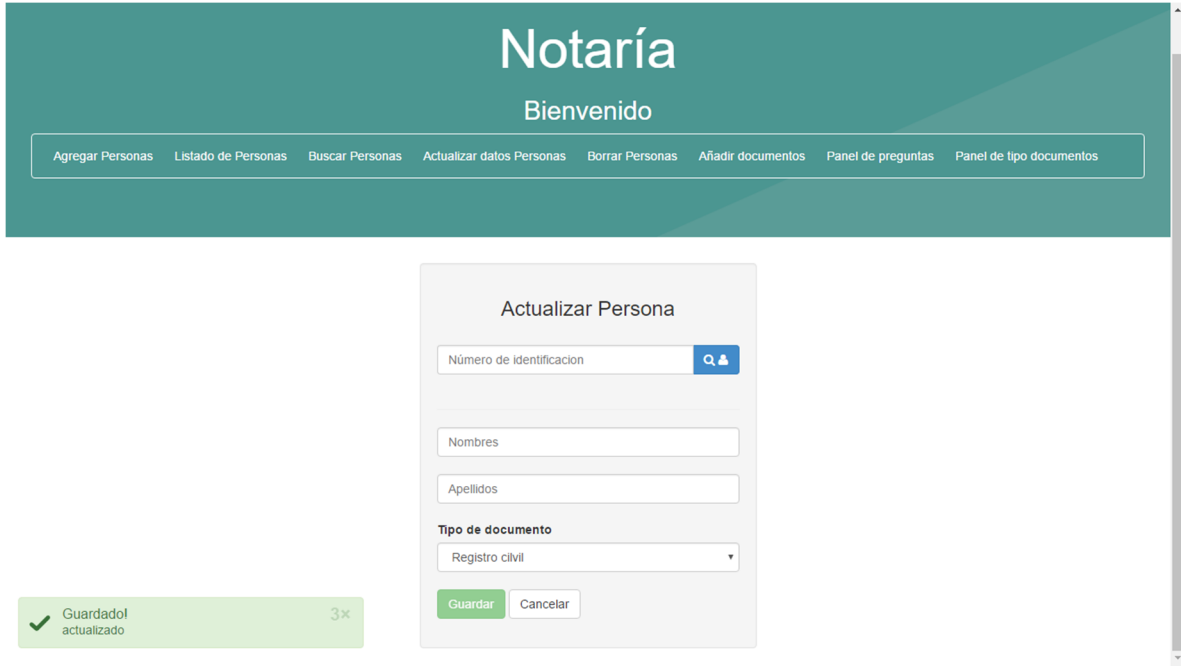 Notaría
Bienvenido
Agregar Personas Listado de Personas Buscar Personas Actualizar datos Personas Borrar Personas Añadir documentos Panel de preguntas Panel de tipo documentos
Actualizar Persona
Número de identificacion
Nombres
Apellidos
Tipo de documento
Registro cilvil
Guardar Cancelar
Guardado! 3×
actualizado